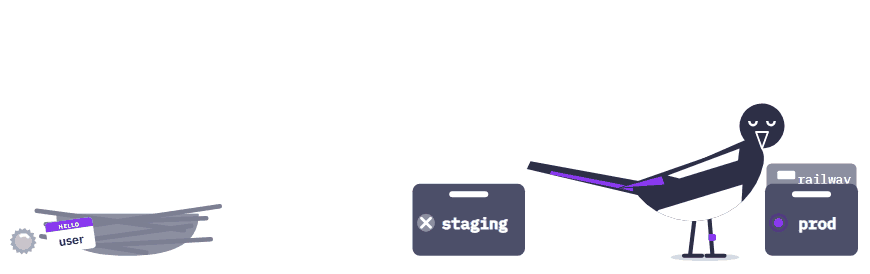 HELLO
user
staging
railway
prod